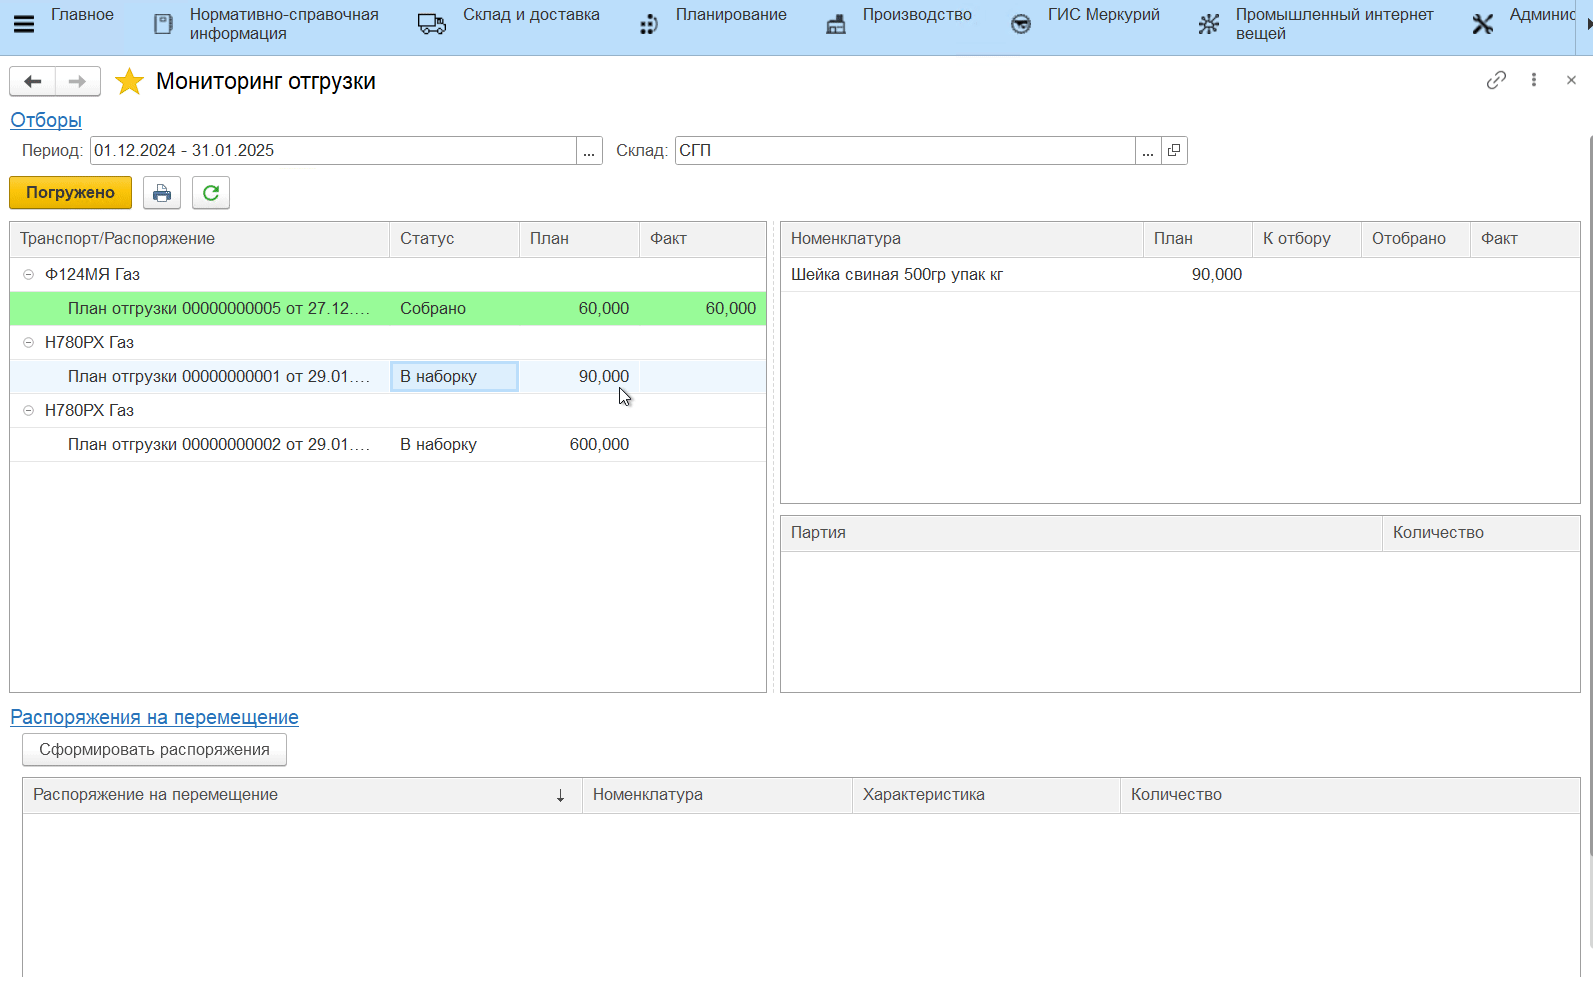 Главное
Нормативно-справочная
информация
Склад и доставка
Планирование
Производство
ГИС Меркурий
Промышленный интернет
вещей
Админис
Мониторинг отгрузки
Отборы
Период: 01.12.2024 - 31.01.2025 ... Склад: СГП ...
Погружено
Транспорт/Распоряжение Статус План Факт
Ф124МЯ Газ
План отгрузки 00000000005 от 27.12.... Собрано 60,000 60,000
Н780РХ Газ
План отгрузки 00000000001 от 29.01.... В наборку 90,000
Н780РХ Газ
План отгрузки 00000000002 от 29.01.... В наборку 600,000
Номенклатура План К отбору Отобрано Факт
Шейка свиная 500гр упак кг 90,000
Партия Количество
Распоряжения на перемещение
Сформировать распоряжения
Распоряжение на перемещение ↓ Номенклатура Характеристика Количество